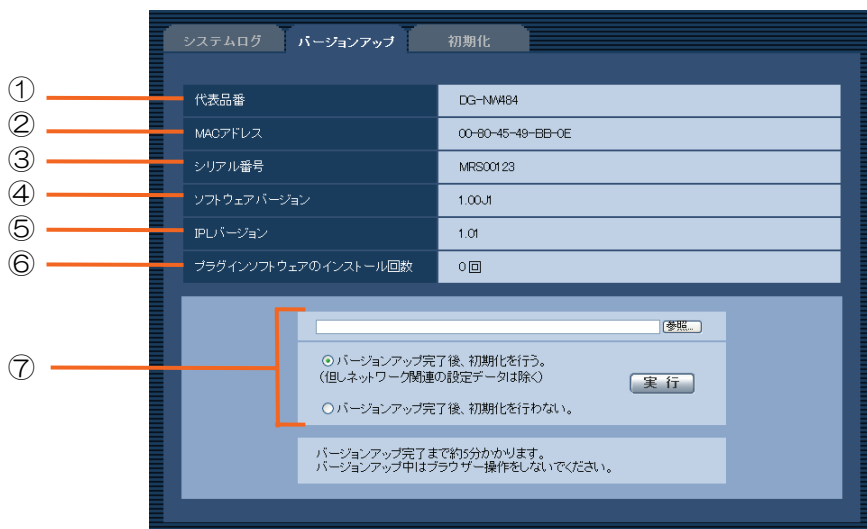 システムログ バージョンアップ 初期化
① 代表品番 DG-NW484
② MACアドレス 00-80-45-49-BB-0E
③ シリアル番号 MRS00123
④ ソフトウェアバージョン 1.00J1
⑤ IPLバージョン 1.01
⑥ プラグインソフトウェアのインストール回数 0回
参照...
⑦ バージョンアップ完了後、初期化を行う。
(但しネットワーク関連の設定データは除く)
実行
バージョンアップ完了後、初期化を行わない。
バージョンアップ完了まで約5分かかります。
バージョンアップ中はブラウザー操作をしないでください。